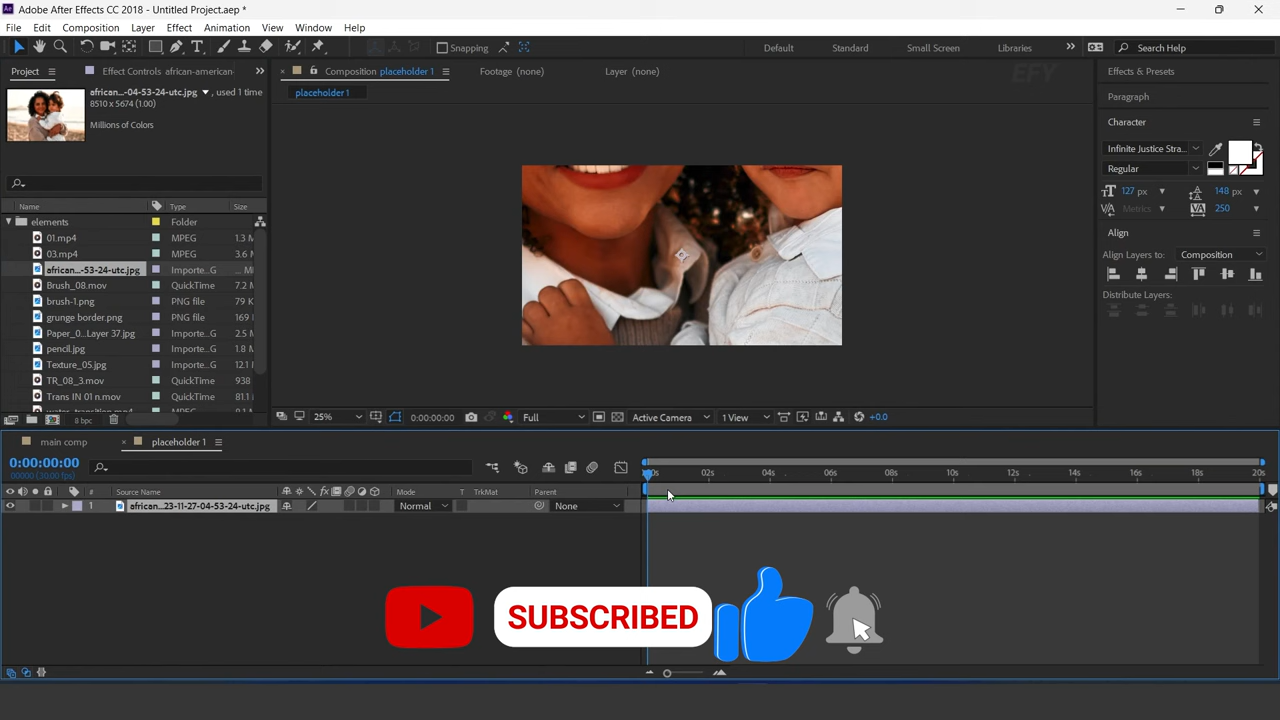 Adobe After Effects CC 2018 - Untitled Project.aep *
File Edit Composition Layer Effect Animation View Window Help
Snapping Default Standard Small Screen Libraries Search Help
Project Effect Controls african-american- Composition placeholder 1 Footage (none) Layer (none) EFY Effects & Presets
african...-04-53-24-utc.jpg , used 1 time
8510 x 5674 (1.00)
placeholder1
Paragraph
Millions of Colors
Character
Infinite Justice Stra...
Regular
127 px 148 px
Metrics 250
Name Type Size
elements Folder
01.mp4 MPEG 1.3 M
03.mp4 MPEG 3.6 M
african...-53-24-utc.jpg Importe...G ... M
Brush_08.mov QuickTime 7.2 M
brush-1.png PNG file 79 K
grunge border.png PNG file 169
Paper_0...Layer 37.jpg Importe...G 2.5 M
pencil.jpg Importe...G 1.8 M
Texture_05.jpg Importe...G 12.1
TR_08_3.mov QuickTime 938
Trans IN 01 n.mov QuickTime 81.1
water_transition.mp4 MPEG 9.1 M
Align
Align Layers to: Composition
Distribute Layers:
8 bpc 25% 0:00:00:00 Full Active Camera 1 View +0.0
main comp placeholder 1
0:00:00:00
00000 (30.00 fps)
:00s 02s 04s 06s 08s 10s 12s 14s 16s 18s 20s
# Source Name Mode T TrkMat Parent
1 african...23-11-27-04-53-24-utc.jpg Normal None
SUBSCRIBED